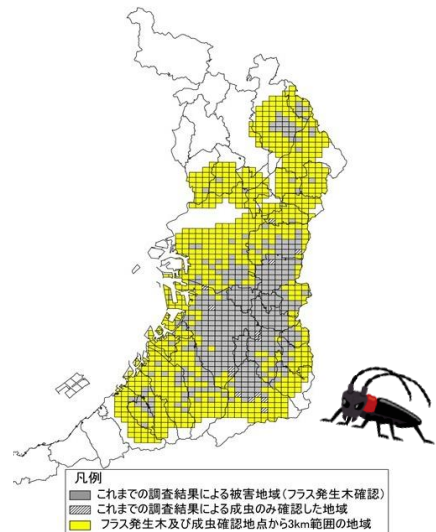 凡例
これまでの調査結果による被害地域(フラス発生木確認)
これまでの調査結果による成虫のみ確認した地域
フラス発生木及び成虫確認地点から3km範囲の地域